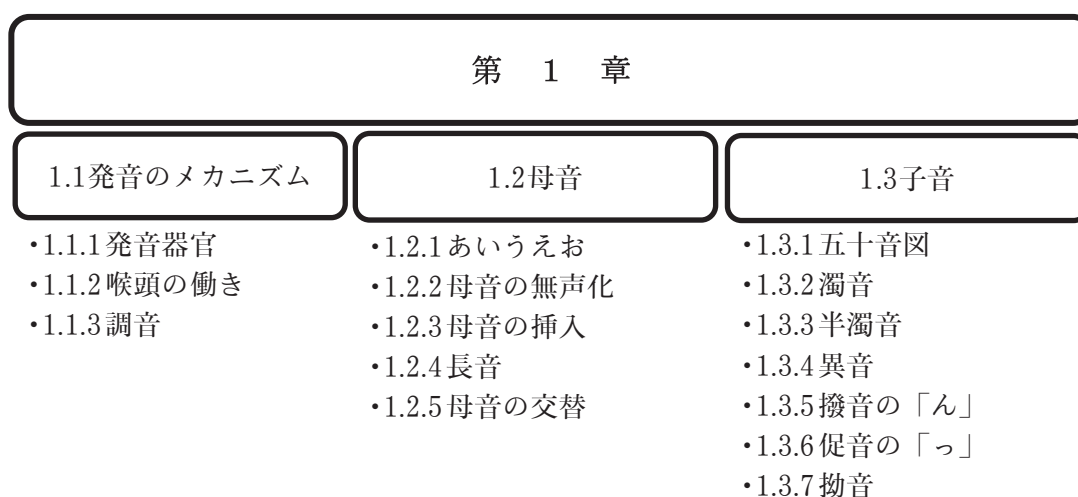 第 1 章
1.1発音のメカニズム
・1.1.1発音器官
・1.1.2喉頭の働き
・1.1.3調音
1.2母音
・1.2.1あいうえお
・1.2.2母音の無声化
・1.2.3母音の挿入
・1.2.4長音
・1.2.5母音の交替
1.3子音
・1.3.1五十音図
・1.3.2濁音
・1.3.3半濁音
・1.3.4異音
・1.3.5撥音の「ん」
・1.3.6促音の「っ」
・1.3.7拗音